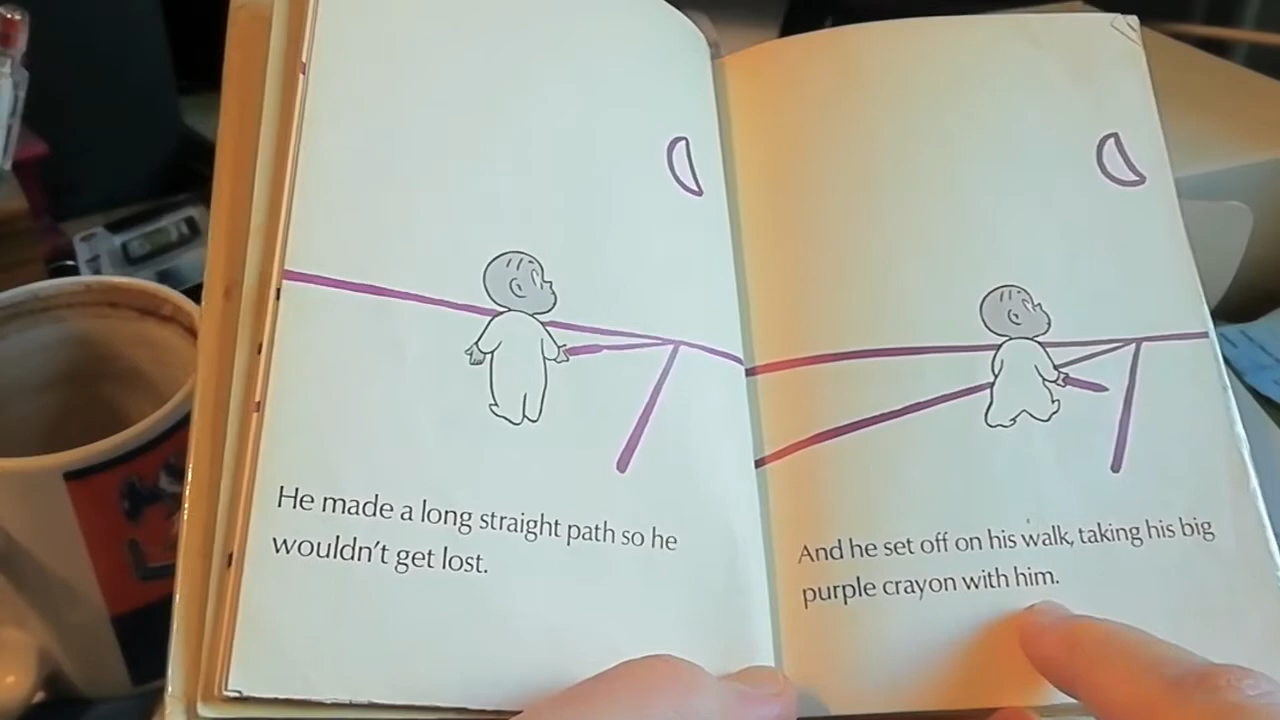 He made a long straight path so he
wouldn't get lost.
And he set off on his walk, taking his big
purple crayon with him.